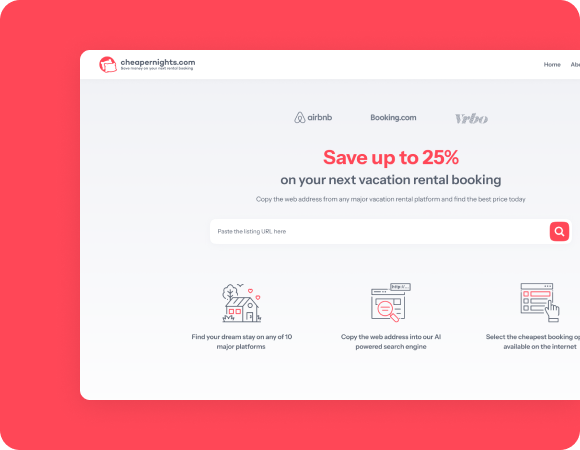 cheapernights.com
Save money on your next rental booking
Home
airbnb
Booking.com
Vrbo
Save up to 25%
on your next vacation rental booking
Copy the web address from any major vacation rental platform and find the best price today
Paste the listing URL here
http://...
Find your dream stay on any of 10
major platforms
Copy the web address into our AI
powered search engine
Select the cheapest booking
available on the internet